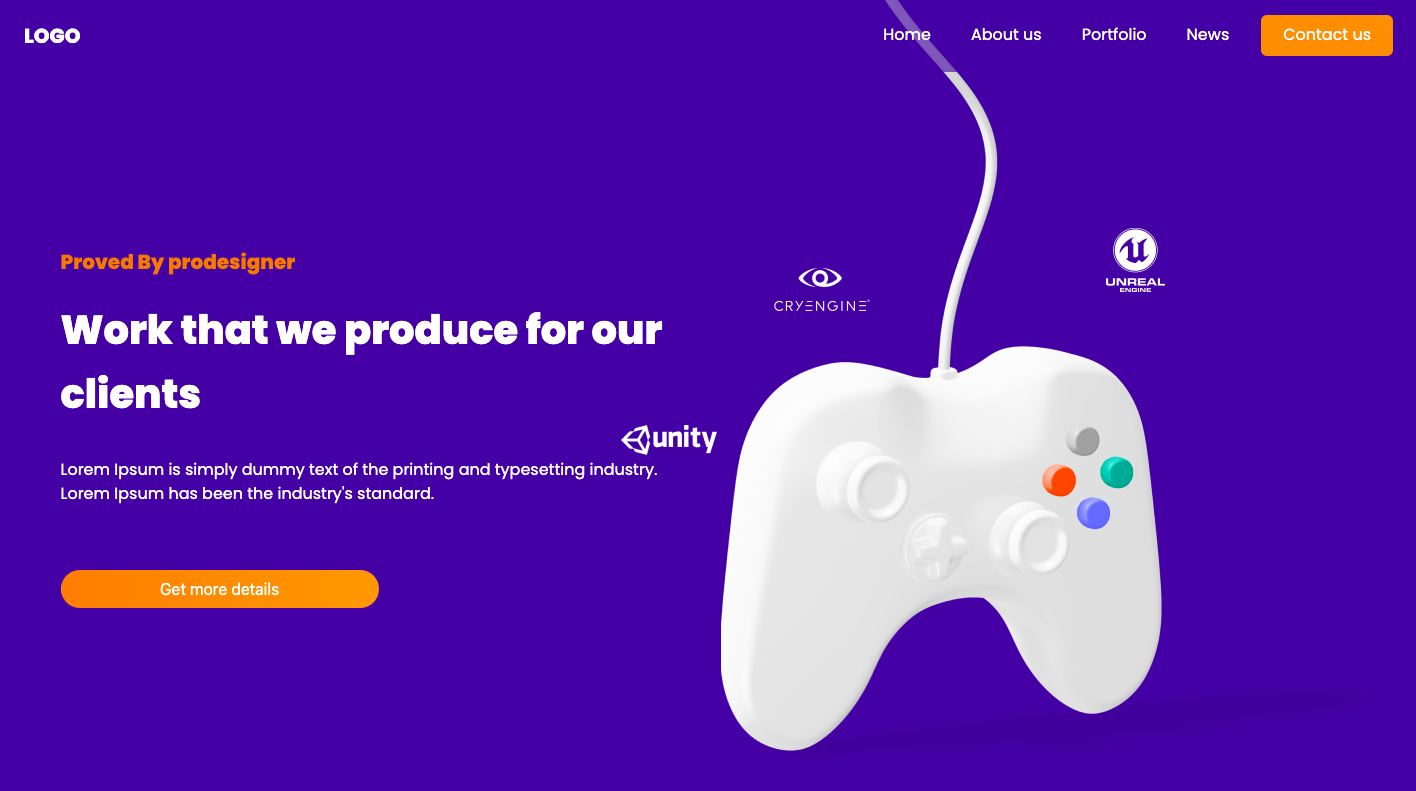 LOGO
Home About us Portfolio News Contact us
Proved By prodesigner
Work that we produce for our
clients
Lorem Ipsum is simply dummy text of the printing and typesetting industry.
Lorem Ipsum has been the industry's standard.
Get more details
unity
CRYENGINE
UNREAL
ENGINE